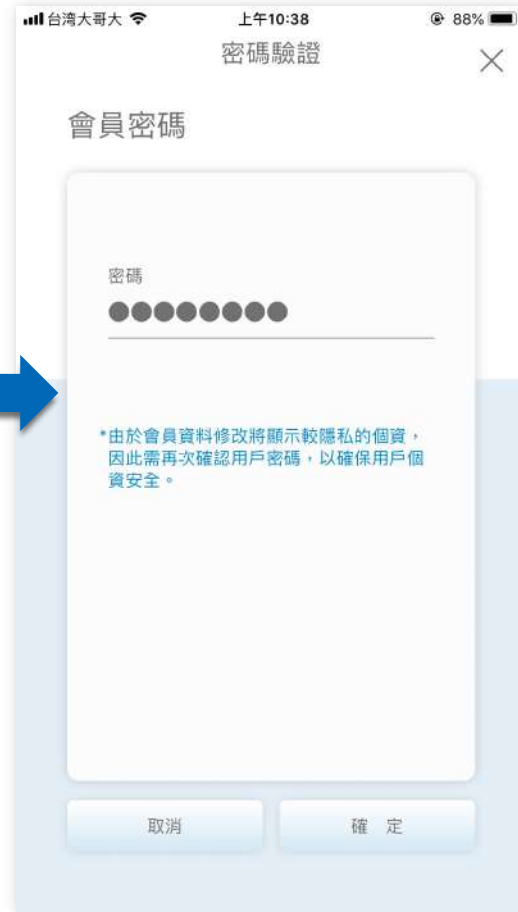 台湾大哥大 上午10:38 88%
密碼驗證
會員密碼
密碼
●●●●●●●●
*由於會員資料修改將顯示較隱私的個資，
因此需再次確認用戶密碼，以確保用戶個
資安全。
取消 確 定